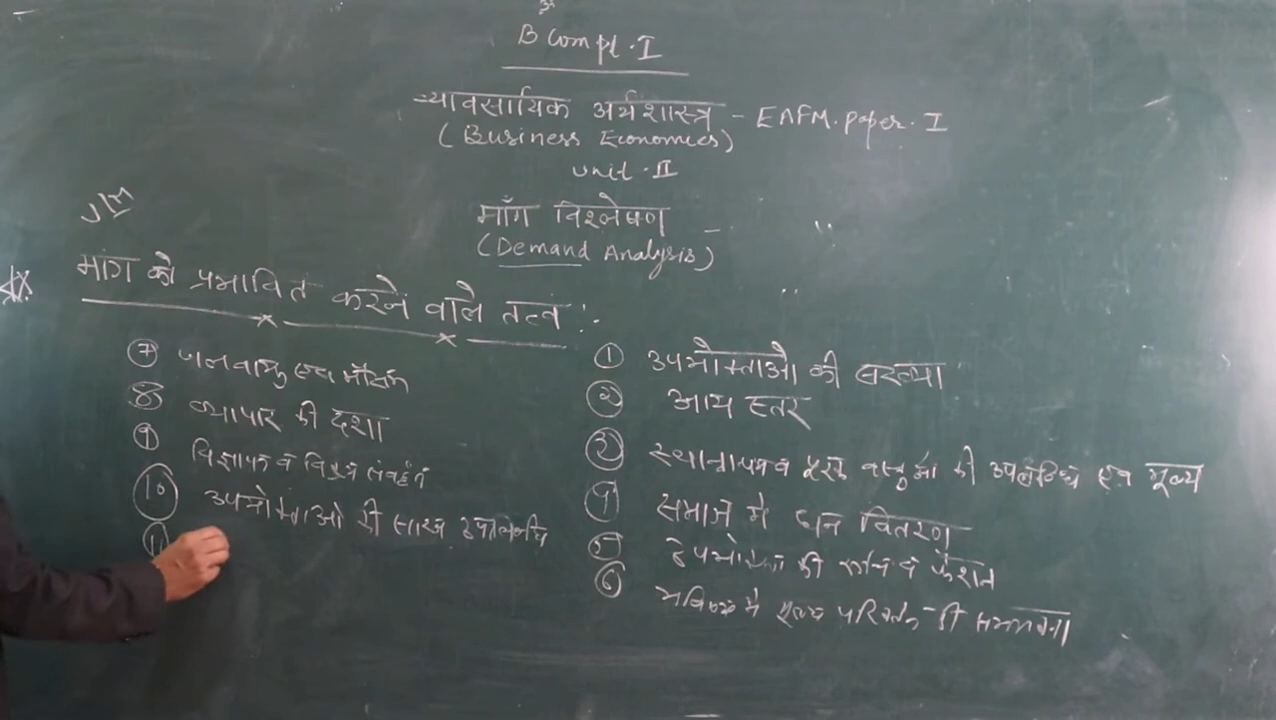 B Com pt. I
व्यावसायिक अर्थशास्त्र - EAFM. paper. I
(Business Economics)
unit - II
माँग विश्लेषण -
(Demand Analysis)
मांग को प्रभावित करने वाले तत्व :-
① उपभोक्ताओं की संख्या
② आय स्तर
③ स्थानापन्न व पूरक वस्तुओं की उपलब्धि एवं मूल्य
④ समाज में धन वितरण
⑤ उपभोक्ता की रूचि व फैशन
⑥ भविष्य में मूल्य परिवर्तन की सम्भावना
⑦ जलवायु एवं मौसम
⑧ व्यापार की दशा
⑨ विज्ञापन व विक्रय संवर्द्धन
⑩ उपभोक्ताओं की साख उपलब्धि
⑪